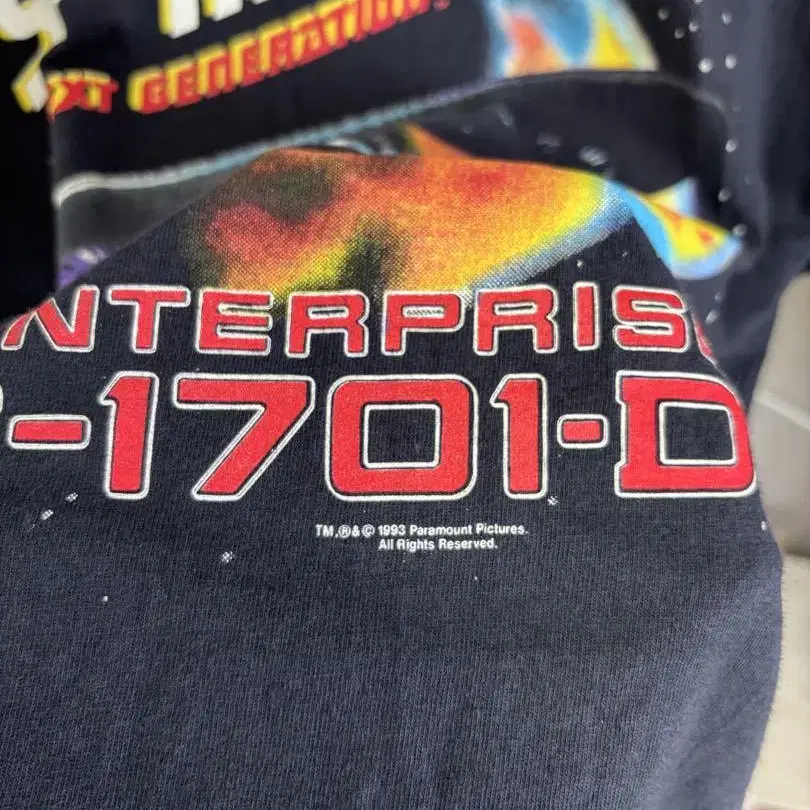 XT GENERATION
NTERPRIS
-1701-D
TM,®&© 1993 Paramount Pictures.
All Rights Reserved.